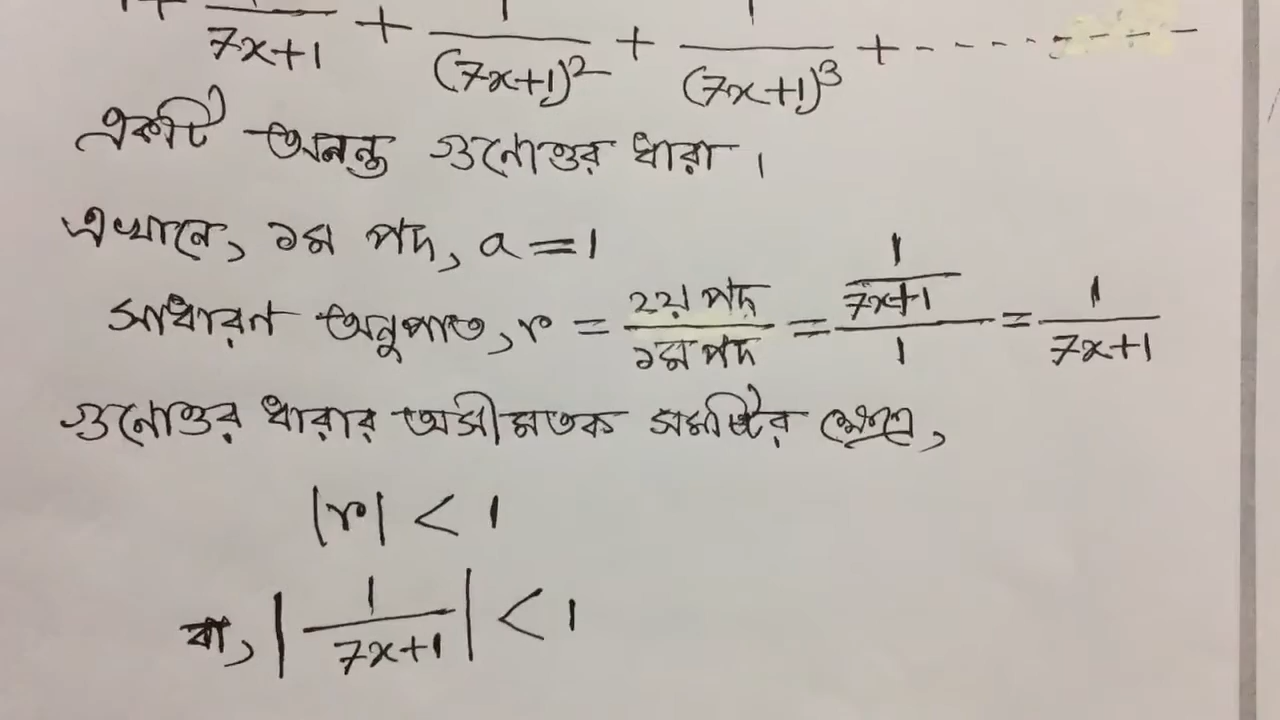 1 + 1/(7x+1) + 1/(7x+1)² + 1/(7x+1)³ + - - - - - - - -
একটি অনন্ত গুনোত্তর ধারা ।
এখানে, ১ম পদ, a = 1
সাধারণ অনুপাত, r = ২য় পদ/১ম পদ = (1/(7x+1))/1 = 1/(7x+1)
গুনোত্তর ধারার অসীমতক সমষ্টির ক্ষেত্রে,
|r| < 1
বা, |1/(7x+1)| < 1